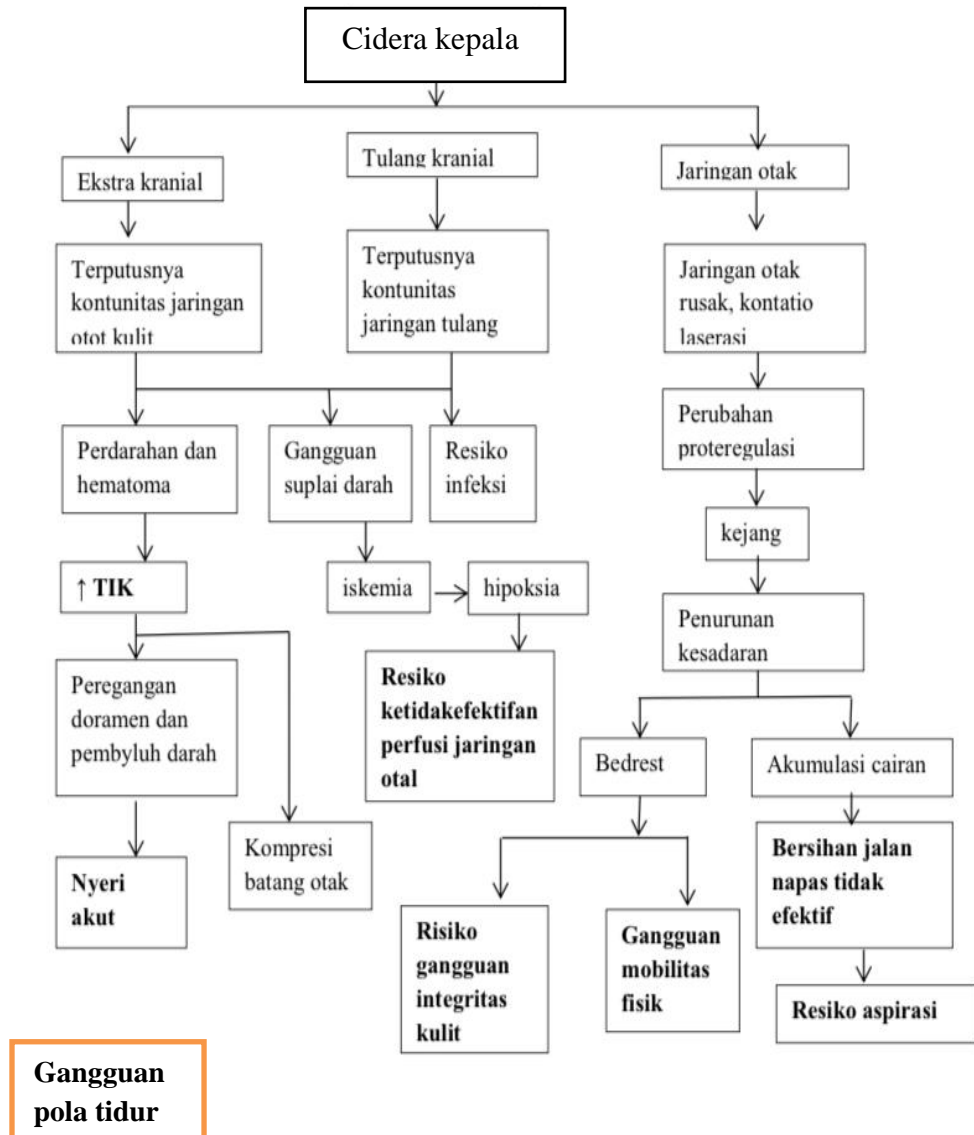 Cidera kepala
Ekstra kranial
Tulang kranial
Jaringan otak
Terputusnya
kontunitas jaringan
otot kulit
Terputusnya
kontunitas
jaringan tulang
Jaringan otak
rusak, kontatio
laserasi
Perdarahan dan
hematoma
Gangguan
suplai darah
Resiko
infeksi
Perubahan
proteregulasi
kejang
↑ TIK
iskemia
hipoksia
Penurunan
kesadaran
Peregangan
doramen dan
pembyluh darah
Resiko
ketidakefektifan
perfusi jaringan
otal
Bedrest
Akumulasi cairan
Nyeri
akut
Kompresi
batang otak
Risiko
gangguan
integritas
kulit
Gangguan
mobilitas
fisik
Bersihan jalan
napas tidak
efektif
Resiko aspirasi
Gangguan
pola tidur